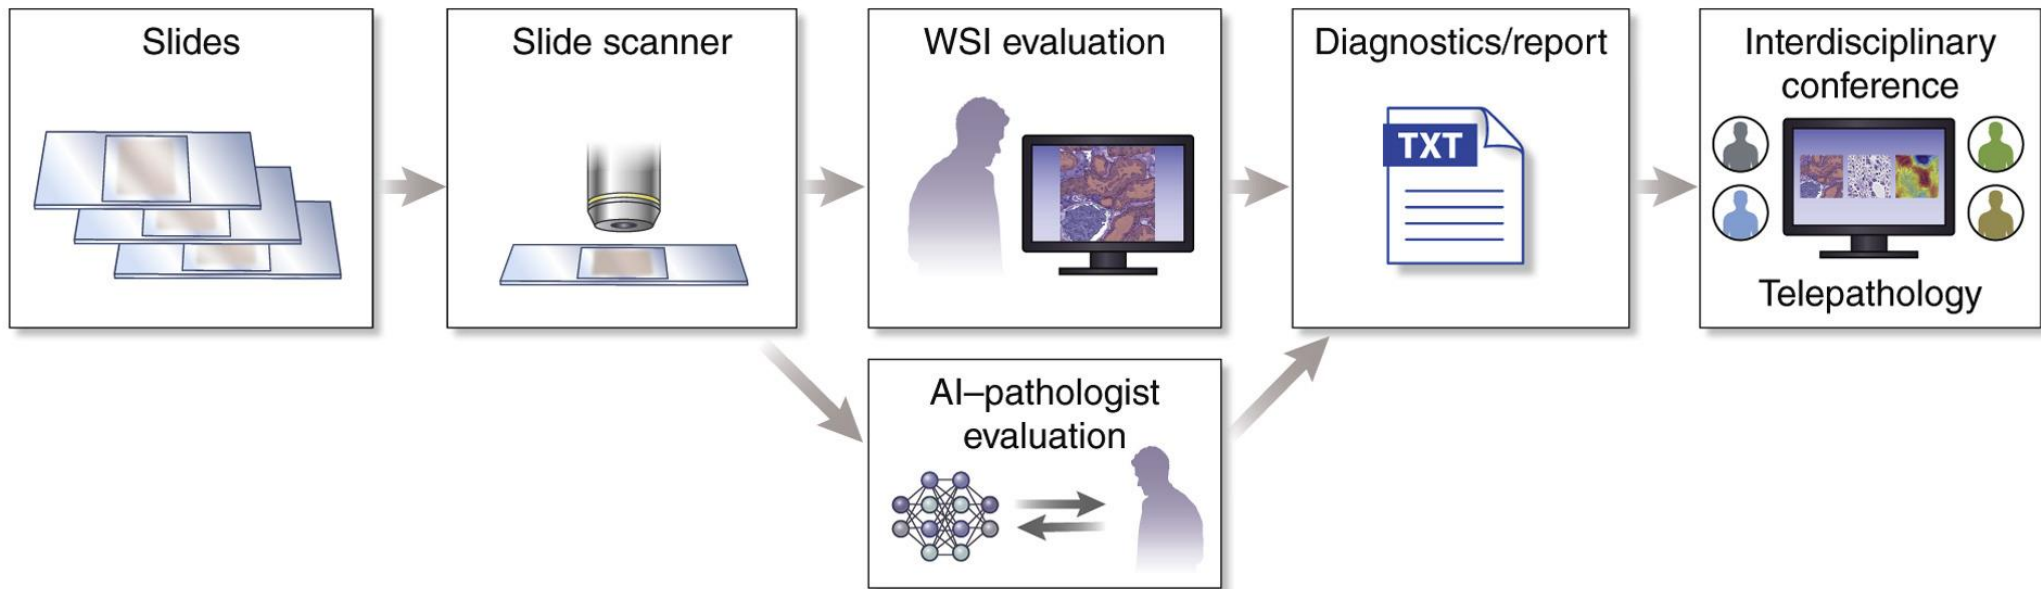 Slides
Slide scanner
WSI evaluation
Diagnostics/report
TXT
Interdisciplinary
conference
Telepathology
AI–pathologist
evaluation